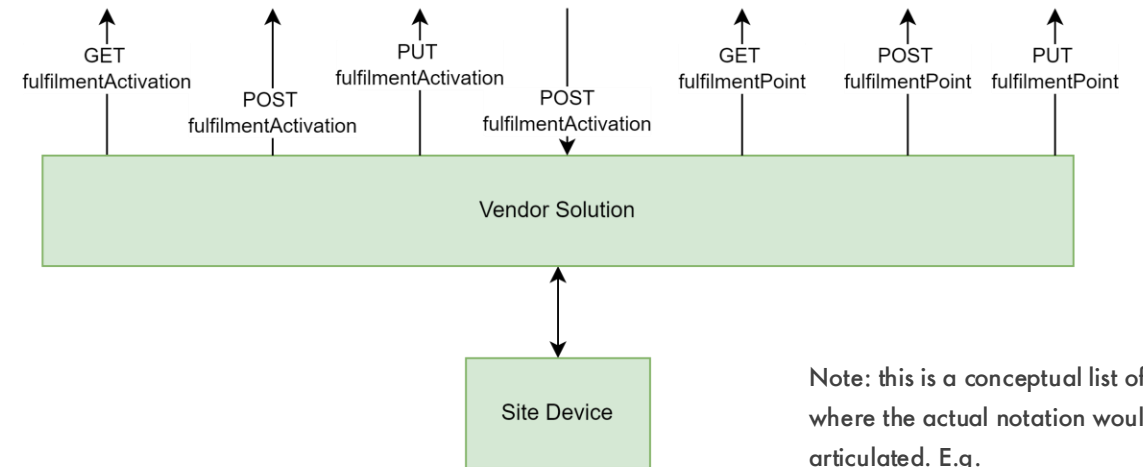 GET
fulfilmentActivation
POST
fulfilmentActivation
PUT
fulfilmentActivation
POST
fulfilmentActivation
GET
fulfilmentPoint
POST
fulfilmentPoint
PUT
fulfilmentPoint
Vendor Solution
Site Device
Note: this is a conceptual list of
where the actual notation woul
articulated. E.g.